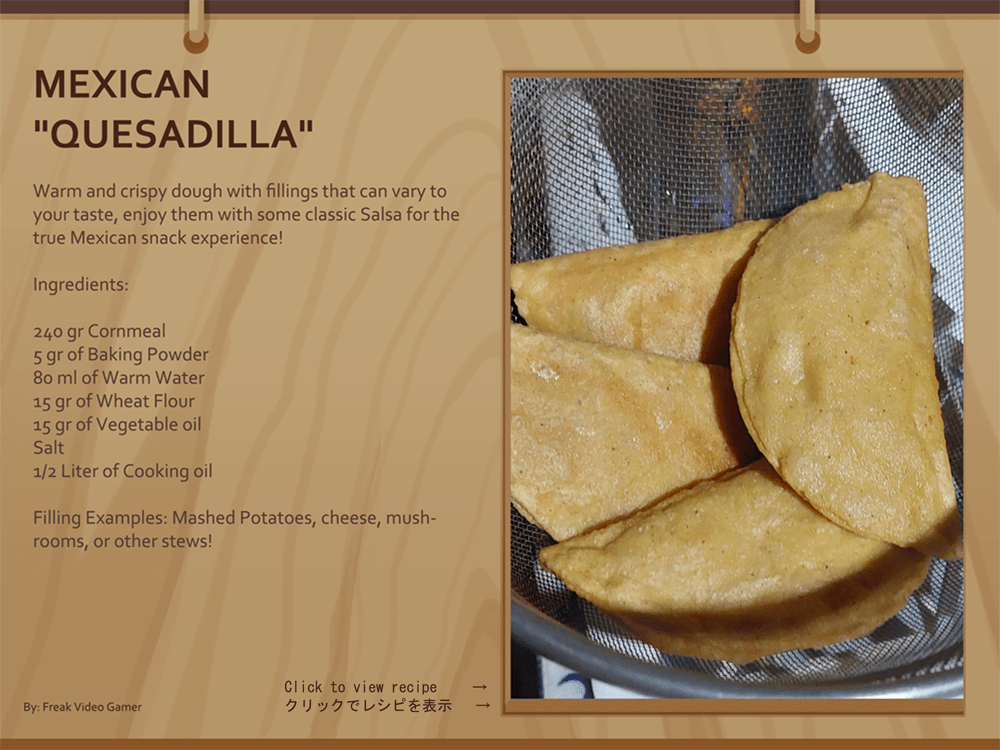 MEXICAN
"QUESADILLA"
Warm and crispy dough with fillings that can vary to
your taste, enjoy them with some classic Salsa for the
true Mexican snack experience!
Ingredients:
240 gr Cornmeal
5 gr of Baking Powder
80 ml of Warm Water
15 gr of Wheat Flour
15 gr of Vegetable oil
Salt
1/2 Liter of Cooking oil
Filling Examples: Mashed Potatoes, cheese, mush-
rooms, or other stews!
Click to view recipe →
クリックでレシピを表示 →
By: Freak Video Gamer